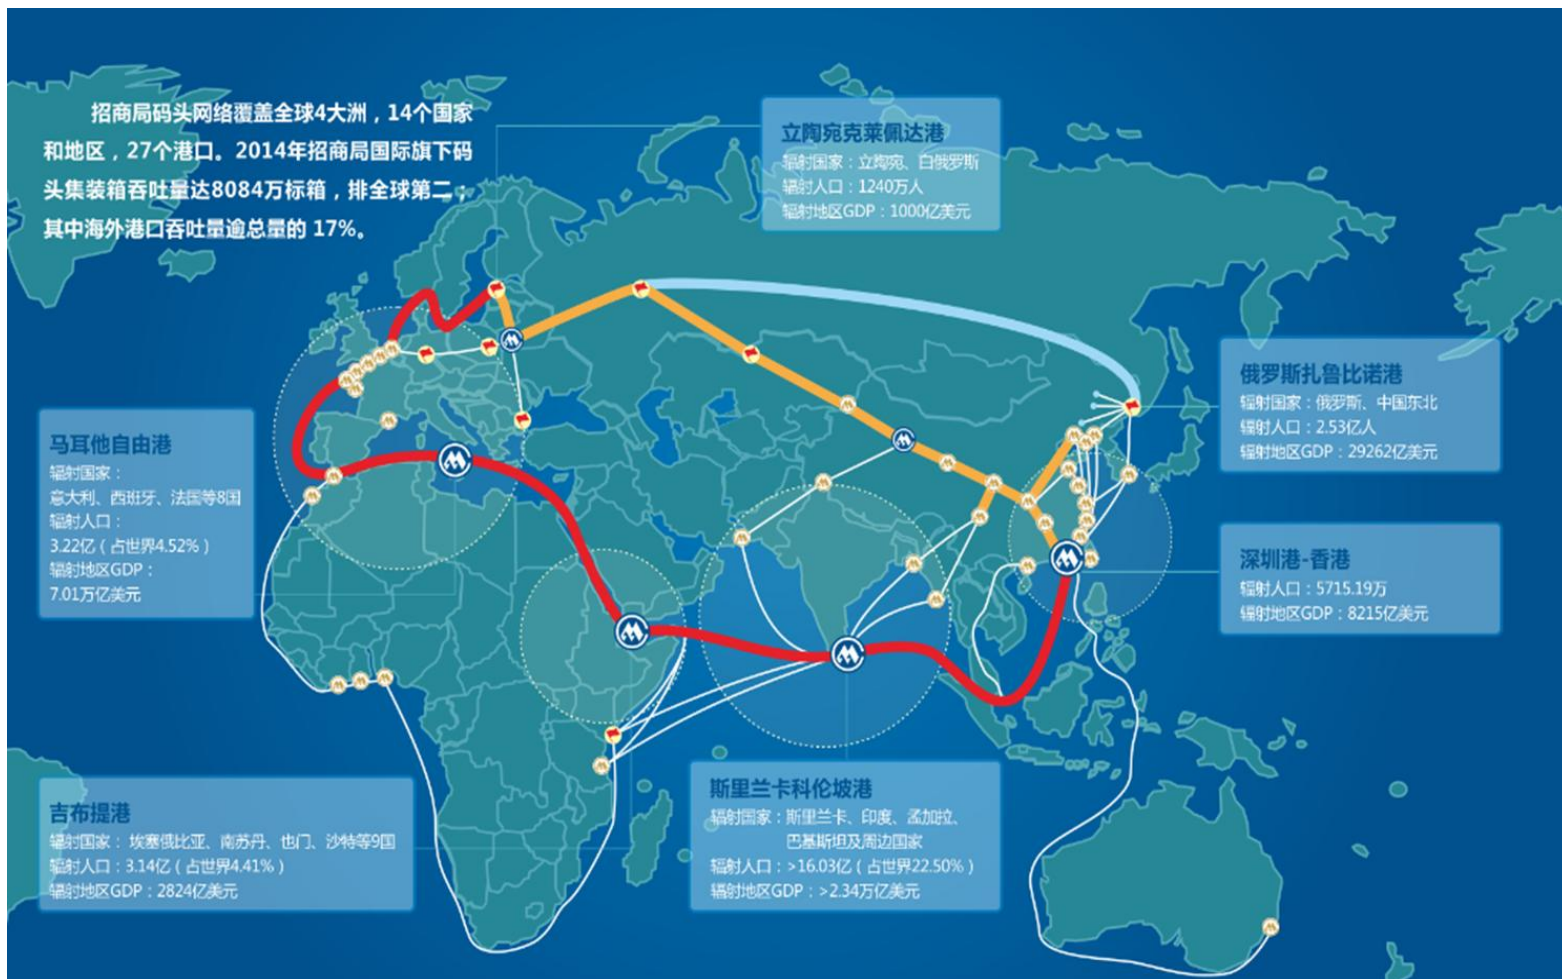 招商局码头网络覆盖全球4大洲，14个国家
和地区，27个港口。2014年招商局国际旗下码
头集装箱吞吐量达8084万标箱，排全球第二；
其中海外港口吞吐量逾总量的 17%。
立陶宛克莱佩达港
辐射国家：立陶宛、白俄罗斯
辐射人口：1240万人
辐射地区GDP：1000亿美元
俄罗斯扎鲁比诺港
辐射国家：俄罗斯、中国东北
辐射人口：2.53亿人
辐射地区GDP：29262亿美元
马耳他自由港
辐射国家：
意大利、西班牙、法国等8国
辐射人口：
3.22亿（占世界4.52%）
辐射地区GDP：
7.01万亿美元
深圳港-香港
辐射人口：5715.19万
辐射地区GDP：8215亿美元
吉布提港
辐射国家：埃塞俄比亚、南苏丹、也门、沙特等9国
辐射人口：3.14亿（占世界4.41%）
辐射地区GDP：2824亿美元
斯里兰卡科伦坡港
辐射国家：斯里兰卡、印度、孟加拉、
巴基斯坦及周边国家
辐射人口：>16.03亿（占世界22.50%）
辐射地区GDP：>2.34万亿美元